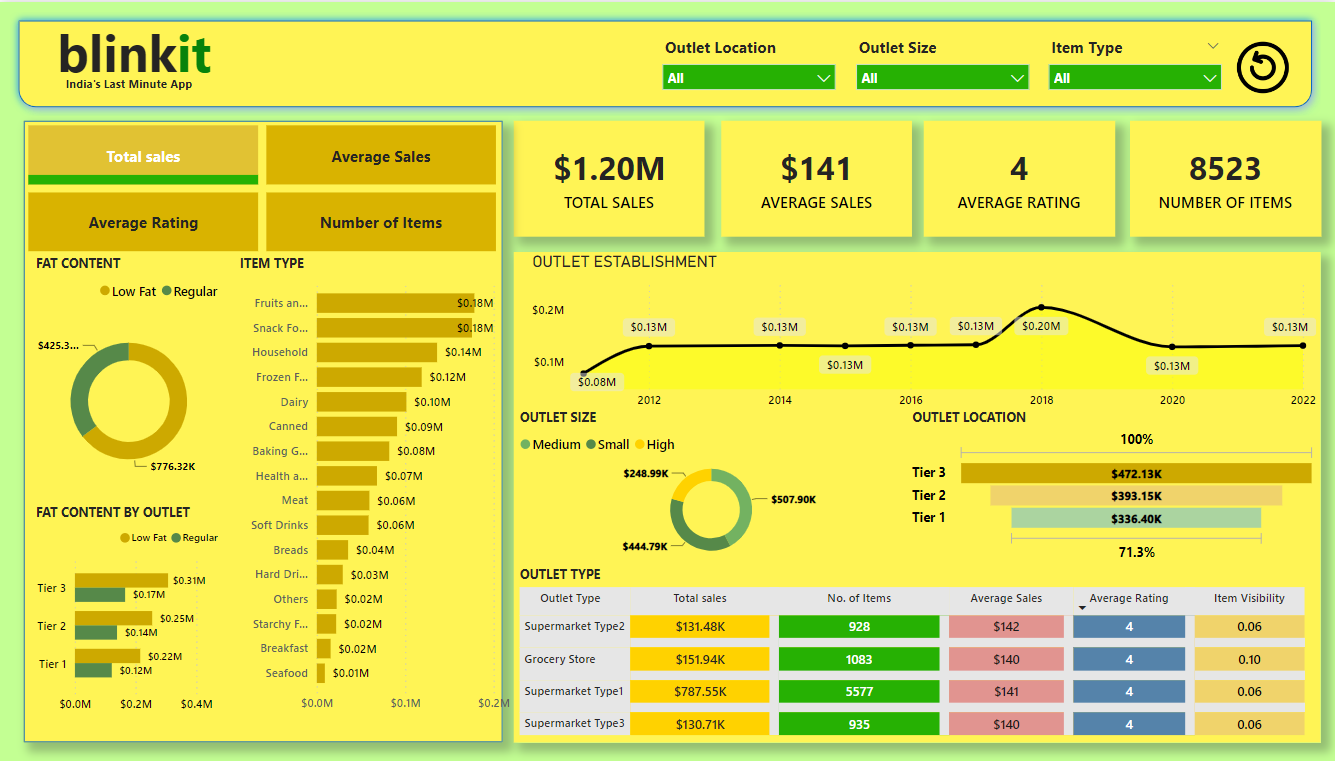 blinkit
India's Last Minute App
Outlet Location
All
Outlet Size
All
Item Type
All
Total sales
Average Sales
Average Rating
Number of Items
$1.20M
TOTAL SALES
$141
AVERAGE SALES
4
AVERAGE RATING
8523
NUMBER OF ITEMS
FAT CONTENT
Low Fat Regular
$425.3...
$776.32K
FAT CONTENT BY OUTLET
Low Fat Regular
Tier 3 $0.31M
$0.17M
Tier 2 $0.25M
$0.14M
Tier 1 $0.22M
$0.12M
$0.0M $0.2M $0.4M
ITEM TYPE
Fruits an... $0.18M
Snack Fo... $0.18M
Household $0.14M
Frozen F... $0.12M
Dairy $0.10M
Canned $0.09M
Baking G... $0.08M
Health a... $0.07M
Meat $0.06M
Soft Drinks $0.06M
Breads $0.04M
Hard Dri... $0.03M
Others $0.02M
Starchy F... $0.02M
Breakfast $0.02M
Seafood $0.01M
$0.0M $0.1M $0.2M
OUTLET ESTABLISHMENT
$0.2M
$0.1M
$0.08M
$0.13M
$0.13M
$0.13M
$0.13M
$0.13M
$0.20M
$0.13M
$0.13M
2012 2014 2016 2018 2020 2022
OUTLET SIZE
Medium Small High
$248.99K
$507.90K
$444.79K
OUTLET LOCATION
100%
Tier 3 $472.13K
Tier 2 $393.15K
Tier 1 $336.40K
71.3%
OUTLET TYPE
Outlet Type Total sales No. of Items Average Sales Average Rating Item Visibility
Supermarket Type2 $131.48K 928 $142 4 0.06
Grocery Store $151.94K 1083 $140 4 0.10
Supermarket Type1 $787.55K 5577 $141 4 0.06
Supermarket Type3 $130.71K 935 $140 4 0.06